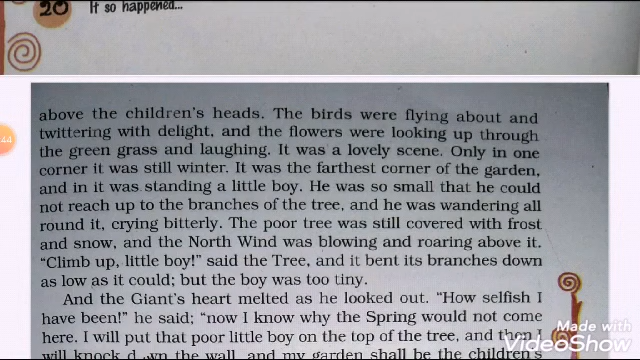 20 It so happened...
44
above the children's heads. The birds were flying about and
twittering with delight, and the flowers were looking up through
the green grass and laughing. It was a lovely scene. Only in one
corner it was still winter. It was the farthest corner of the garden,
and in it was standing a little boy. He was so small that he could
not reach up to the branches of the tree, and he was wandering all
round it, crying bitterly. The poor tree was still covered with frost
and snow, and the North Wind was blowing and roaring above it.
"Climb up, little boy!" said the Tree, and it bent its branches down
as low as it could; but the boy was too tiny.
And the Giant's heart melted as he looked out. "How selfish I
have been!" he said; "now I know why the Spring would not come
here. I will put that poor little boy on the top of the tree, and then I
will knock down the wall, and my garden shall be the children's
Made with
VideoShow